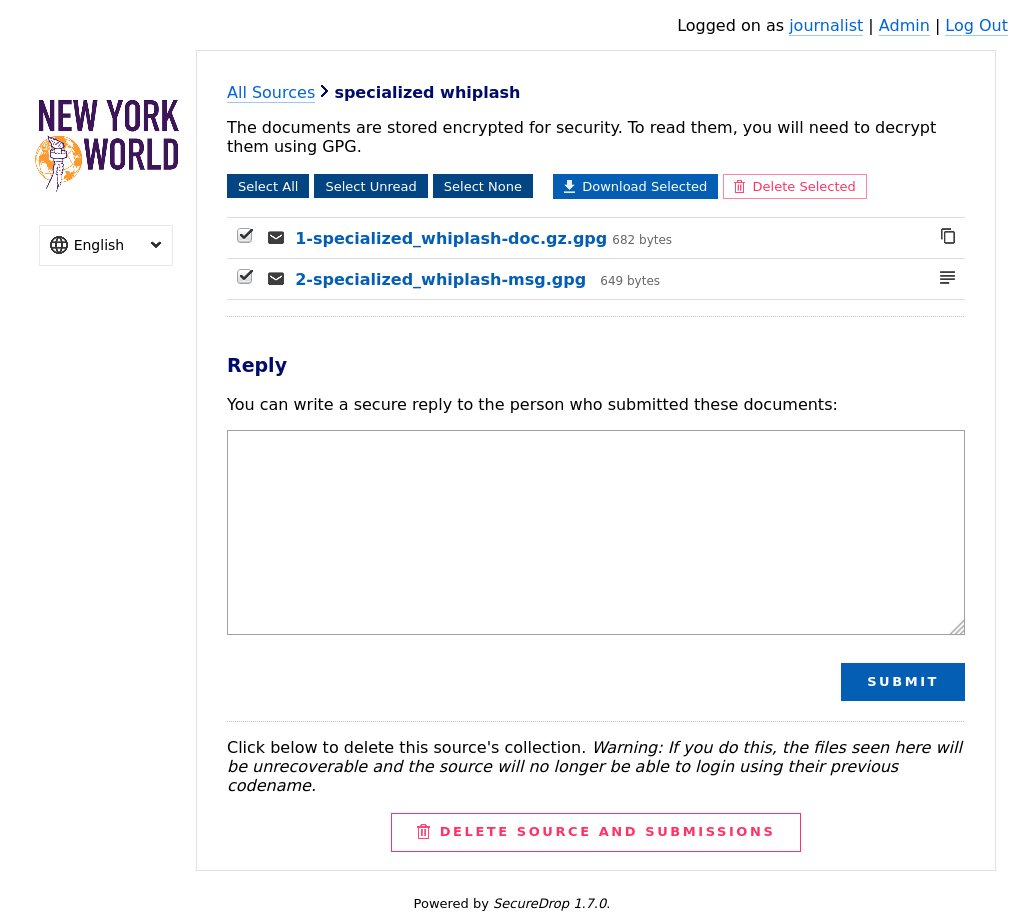 Logged on as journalist | Admin | Log Out
NEW YORK
WORLD
English
All Sources > specialized whiplash
The documents are stored encrypted for security. To read them, you will need to decrypt
them using GPG.
Select All Select Unread Select None Download Selected Delete Selected
1-specialized_whiplash-doc.gz.gpg 682 bytes
2-specialized_whiplash-msg.gpg 649 bytes
Reply
You can write a secure reply to the person who submitted these documents:
SUBMIT
Click below to delete this source's collection. Warning: If you do this, the files seen here will
be unrecoverable and the source will no longer be able to login using their previous
codename.
DELETE SOURCE AND SUBMISSIONS
Powered by SecureDrop 1.7.0.